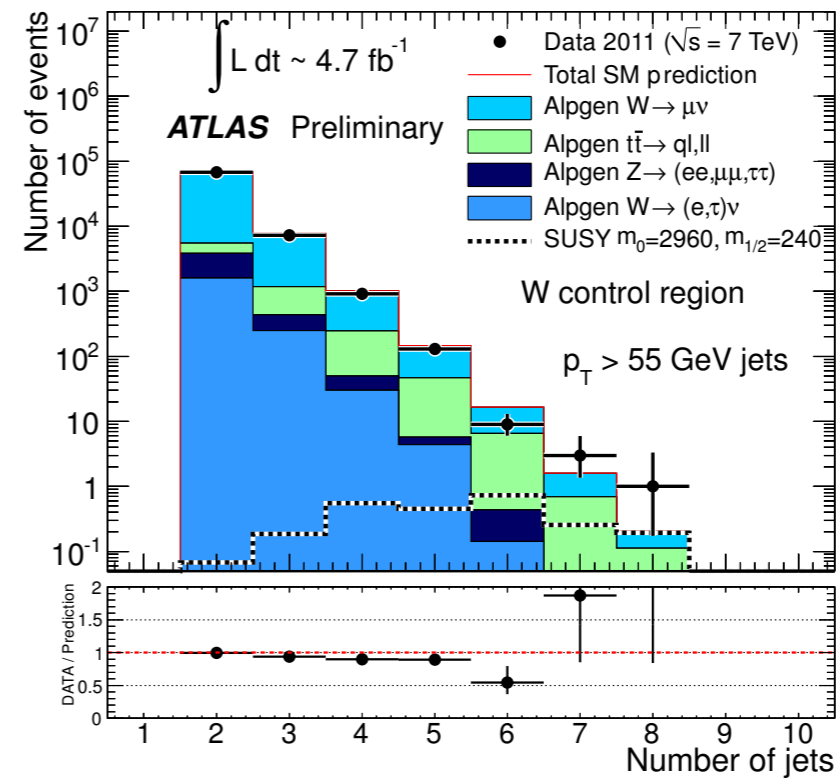 ∫ L dt ~ 4.7 fb⁻¹
ATLAS Preliminary
Data 2011 (√s = 7 TeV)
Total SM prediction
Alpgen W→ μν
Alpgen tt̄→ ql,ll
Alpgen Z→ (ee,μμ,ττ)
Alpgen W→ (e,τ)ν
SUSY m₀=2960, m₁/₂=240
W control region
p_T > 55 GeV jets
Number of events
10⁷
10⁶
10⁵
10⁴
10³
10²
10
1
10⁻¹
DATA / Prediction
2
1.5
1
0.5
0
1 2 3 4 5 6 7 8 9 10
Number of jets